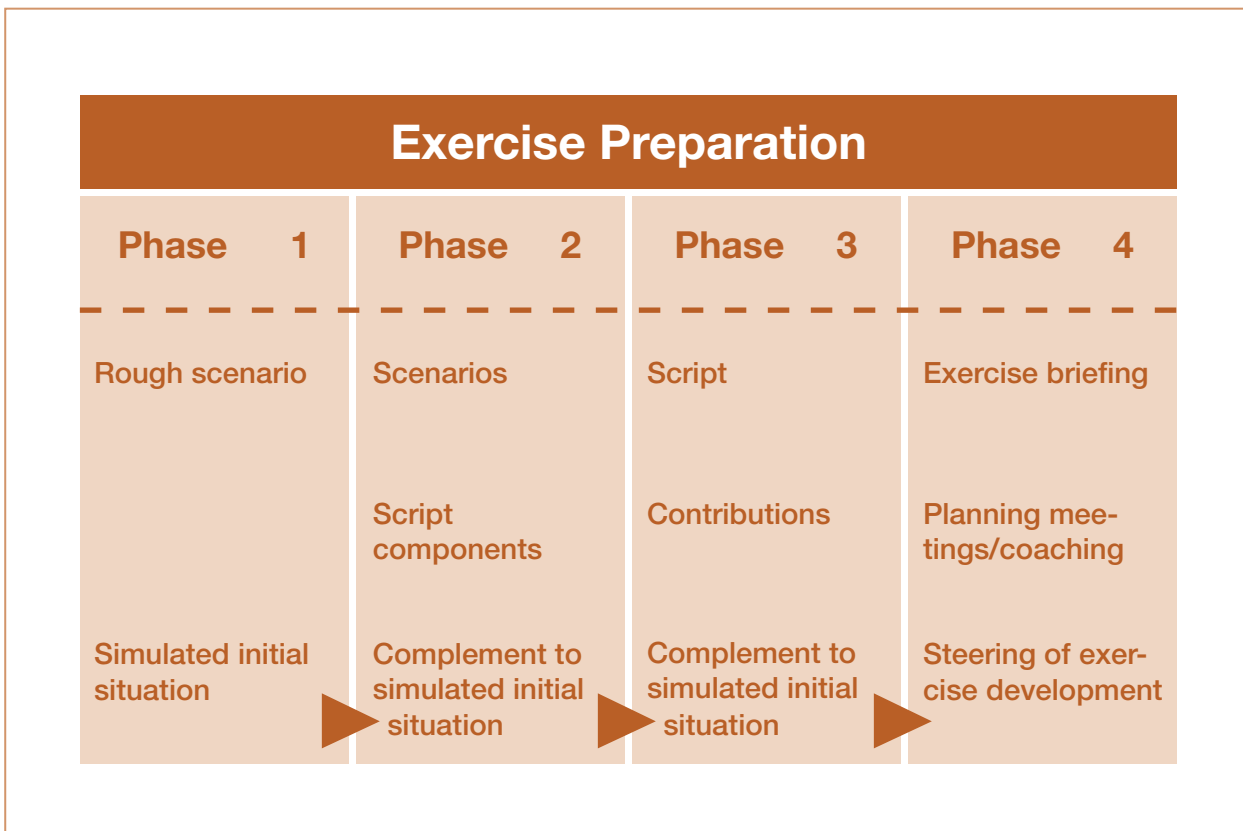 Exercise Preparation
Phase 1
Rough scenario
Simulated initial
situation
Phase 2
Scenarios
Script
components
Complement to
simulated initial
situation
Phase 3
Script
Contributions
Complement to
simulated initial
situation
Phase 4
Exercise briefing
Planning mee-
tings/coaching
Steering of exer-
cise development